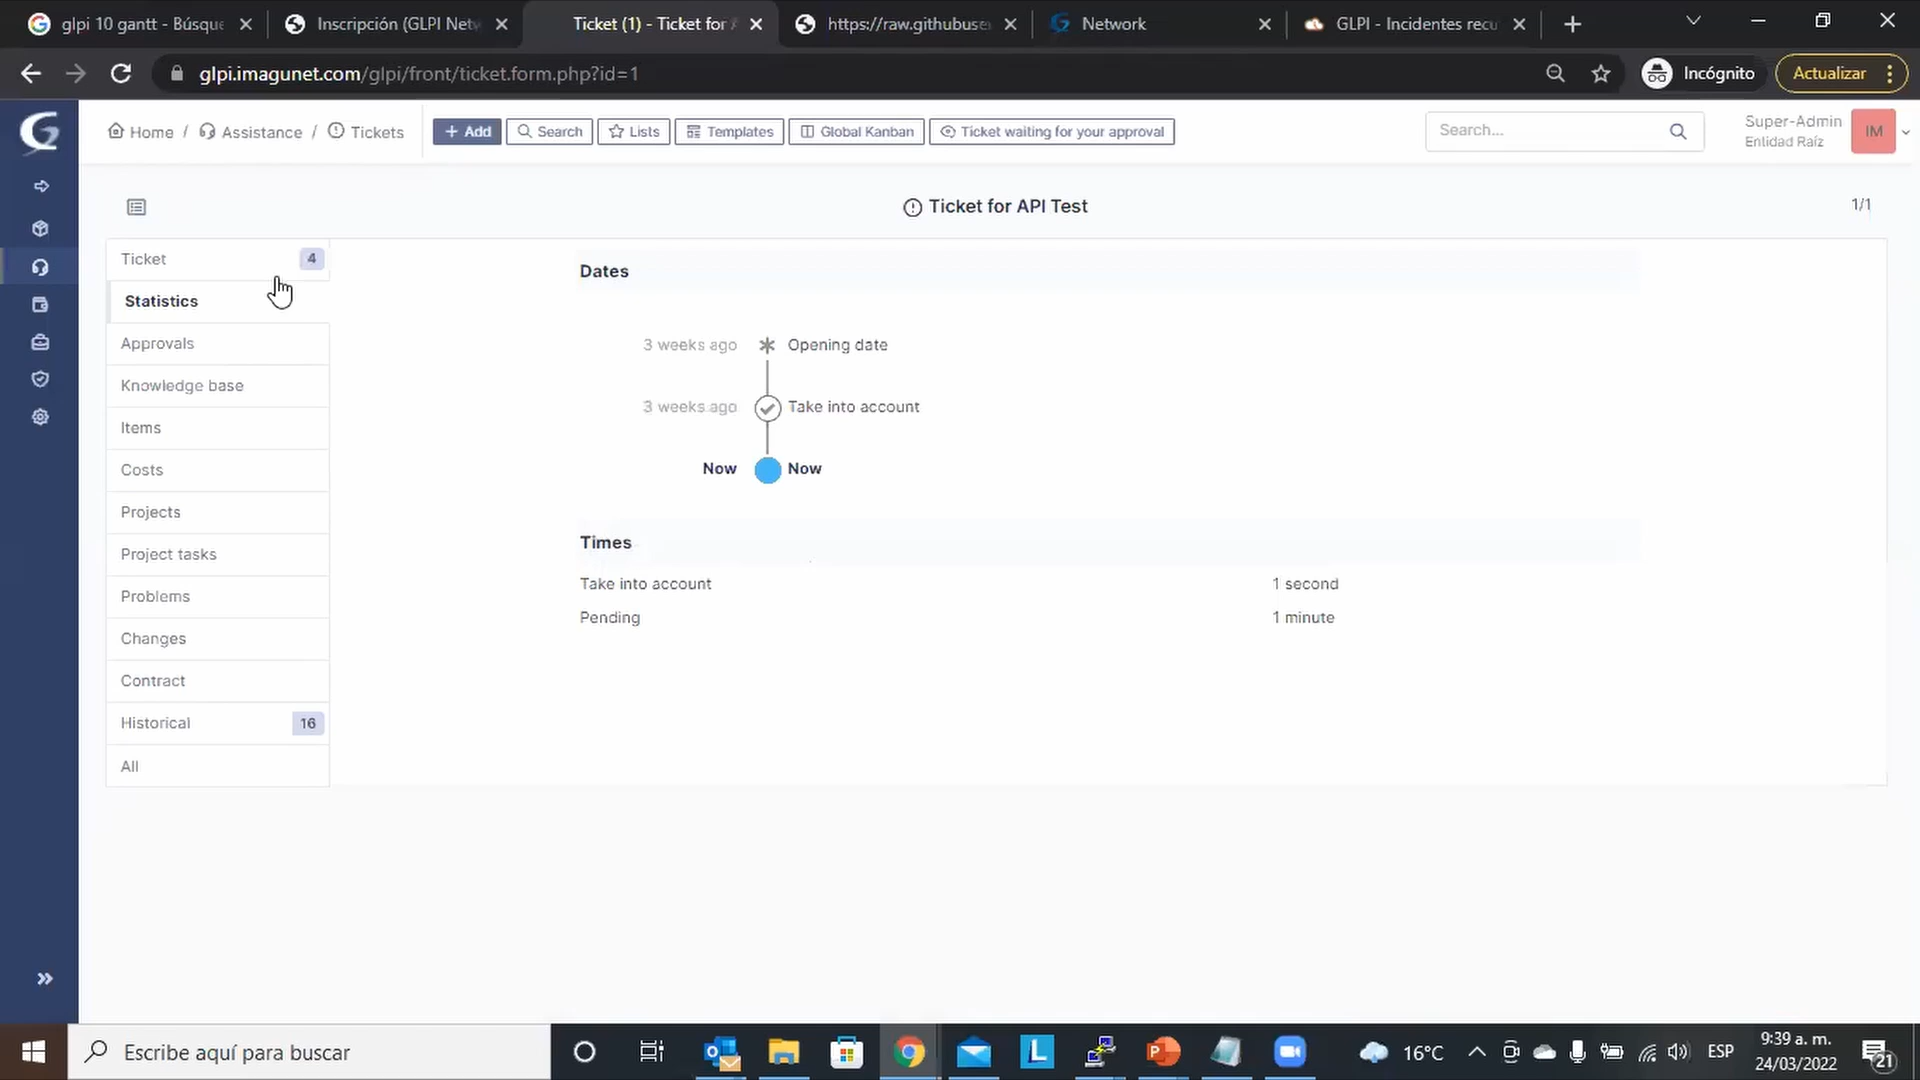 glpi 10 gantt - Búsque
Inscripción (GLPI Netw
Ticket (1) - Ticket for A
https://raw.githubuser
Network
GLPI - Incidentes recu
glpi.imagunet.com/glpi/front/ticket.form.php?id=1
Incógnito
Actualizar
Home / Assistance / Tickets
+ Add
Search
Lists
Templates
Global Kanban
Ticket waiting for your approval
Search...
Super-Admin
Entidad Raíz
IM
Ticket for API Test
1/1
Ticket 4
Statistics
Approvals
Knowledge base
Items
Costs
Projects
Project tasks
Problems
Changes
Contract
Historical 16
All
Dates
3 weeks ago Opening date
3 weeks ago Take into account
Now Now
Times
Take into account 1 second
Pending 1 minute
Escribe aquí para buscar
L
16°C
ESP
9:39 a. m.
24/03/2022
21